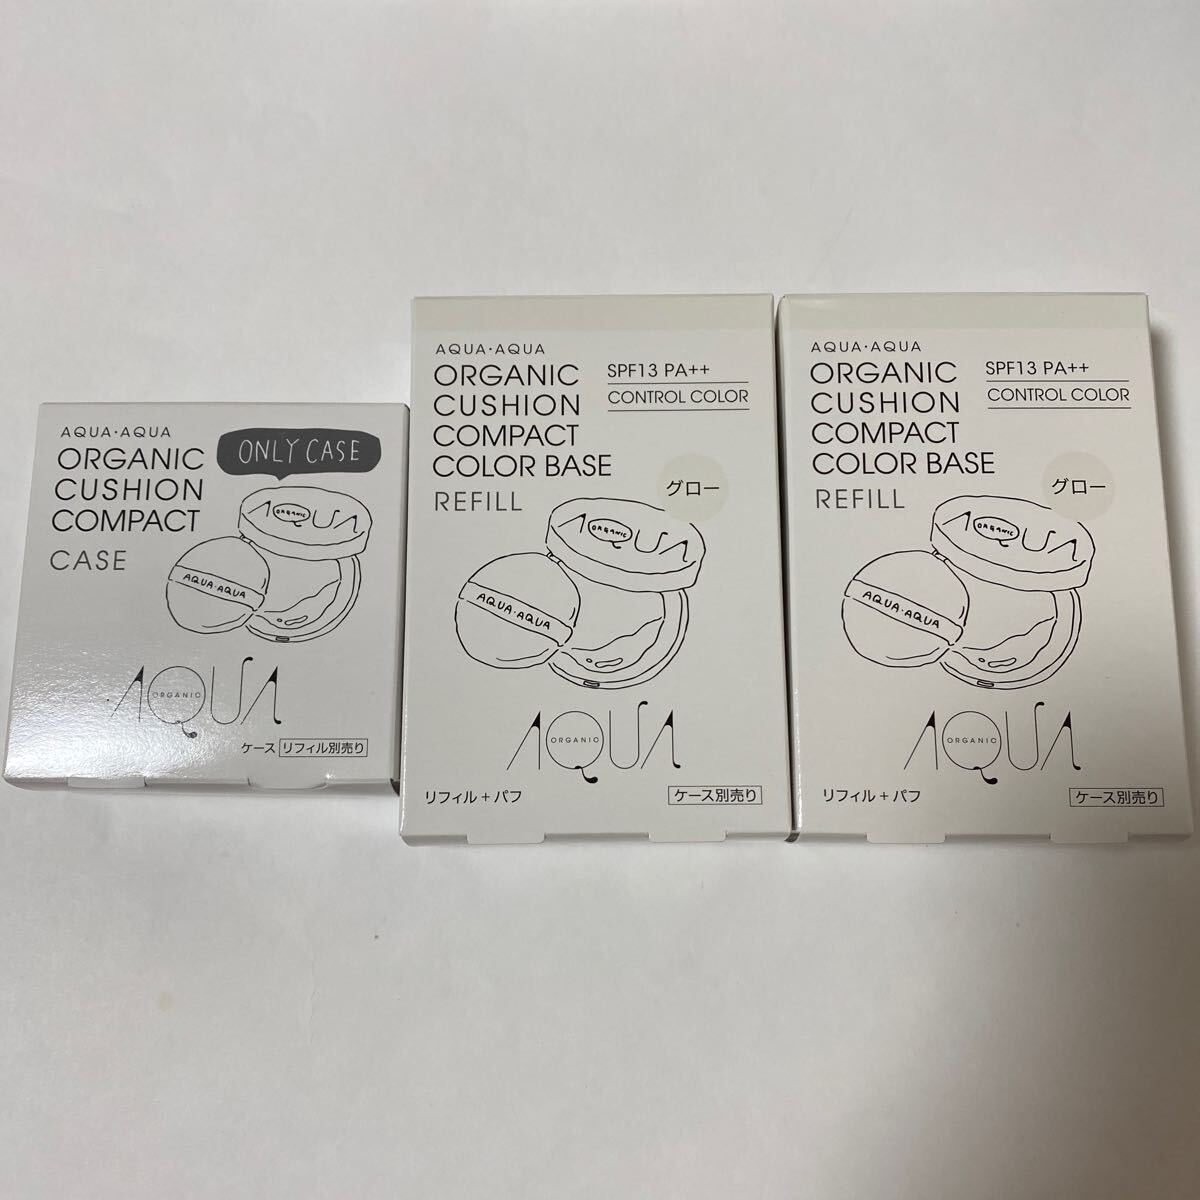 AQUA・AQUA
ORGANIC
CUSHION
COMPACT
CASE
ONLY CASE
AQUA
ORGANIC
AQUA・AQUA
AQUA
ORGANIC
ケース リフィル別売り
AQUA・AQUA
ORGANIC
CUSHION
COMPACT
COLOR BASE
REFILL
SPF13 PA++
CONTROL COLOR
グロー
AQUA
ORGANIC
AQUA・AQUA
AQUA
ORGANIC
リフィル + パフ
ケース別売り
AQUA・AQUA
ORGANIC
CUSHION
COMPACT
COLOR BASE
REFILL
SPF13 PA++
CONTROL COLOR
グロー
AQUA
ORGANIC
AQUA・AQUA
AQUA
ORGANIC
リフィル + パフ
ケース別売り